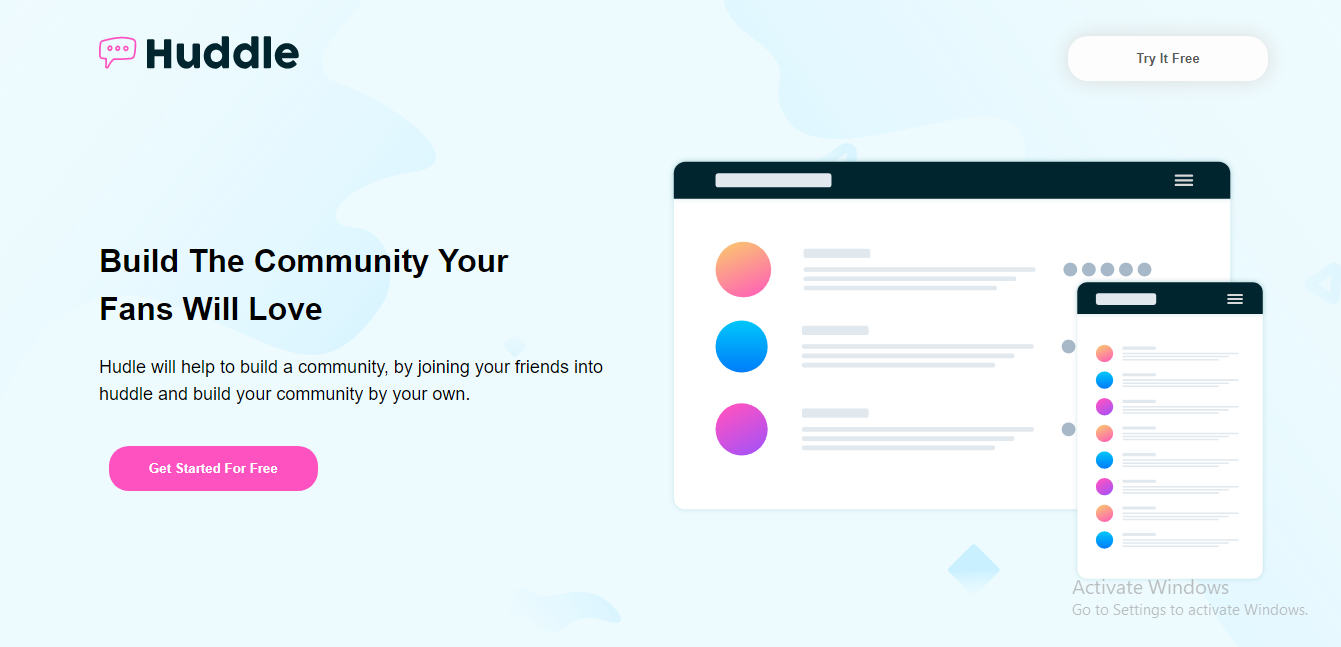 Huddle
Try It Free
Build The Community Your
Fans Will Love
Hudle will help to build a community, by joining your friends into
huddle and build your community by your own.
Get Started For Free
Activate Windows
Go to Settings to activate Windows.